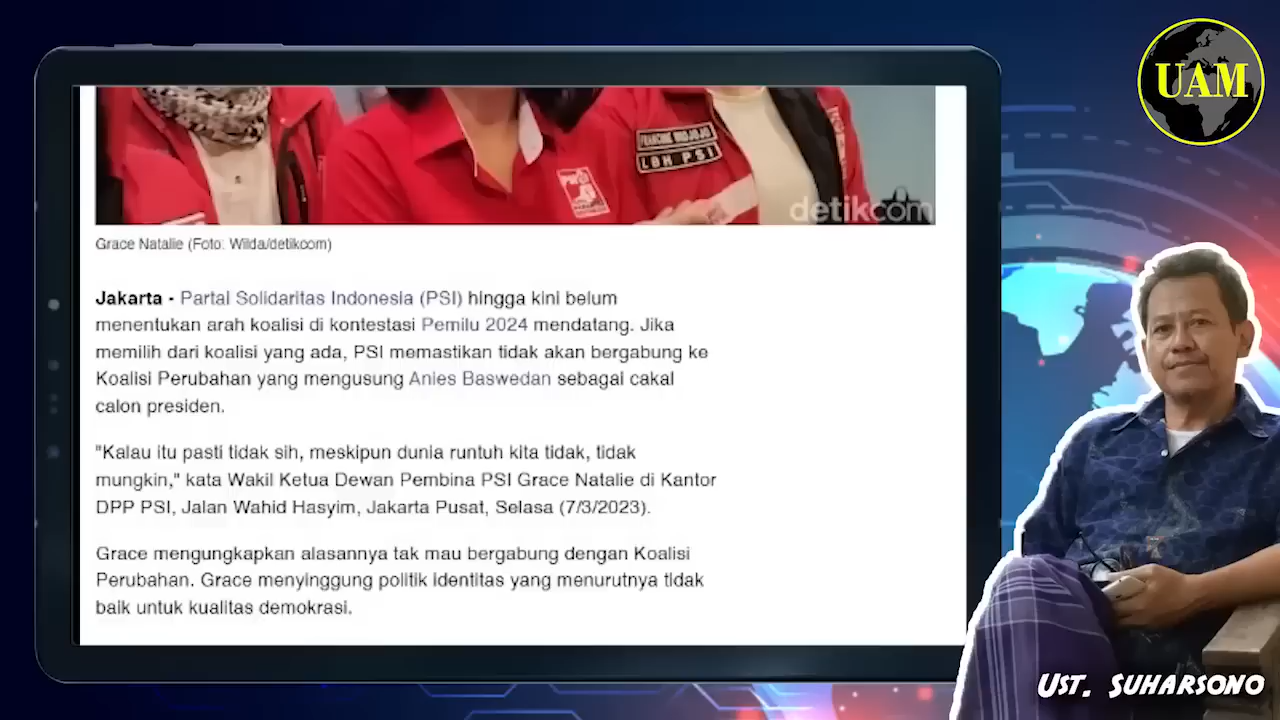 UAM
FRANCINE WIDJOJO
LBH PSI
PSI
detikcom
Grace Natalie (Foto: Wilda/detikcom)
Jakarta - Partai Solidaritas Indonesia (PSI) hingga kini belum
menentukan arah koalisi di kontestasi Pemilu 2024 mendatang. Jika
memilih dari koalisi yang ada, PSI memastikan tidak akan bergabung ke
Koalisi Perubahan yang mengusung Anies Baswedan sebagai cakal
calon presiden.
"Kalau itu pasti tidak sih, meskipun dunia runtuh kita tidak, tidak
mungkin," kata Wakil Ketua Dewan Pembina PSI Grace Natalie di Kantor
DPP PSI, Jalan Wahid Hasyim, Jakarta Pusat, Selasa (7/3/2023).
Grace mengungkapkan alasannya tak mau bergabung dengan Koalisi
Perubahan. Grace menyinggung politik identitas yang menurutnya tidak
baik untuk kualitas demokrasi.
Ust. Suharsono